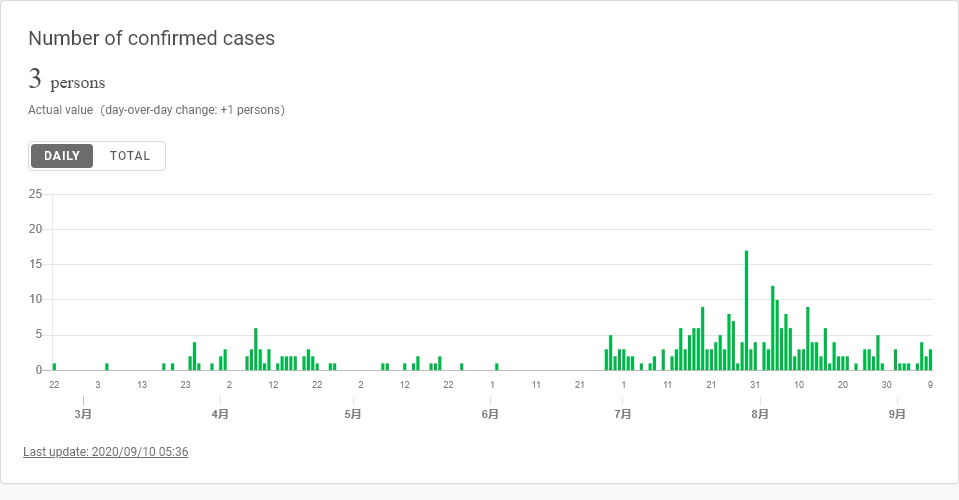 Number of confirmed cases
3 persons
Actual value (day-over-day change: +1 persons)
DAILY TOTAL
25
20
15
10
5
0
22 3 13 23 2 12 22 2 12 22 1 11 21 1 11 21 31 10 20 30 9
3月 4月 5月 6月 7月 8月 9月
Last update: 2020/09/10 05:36